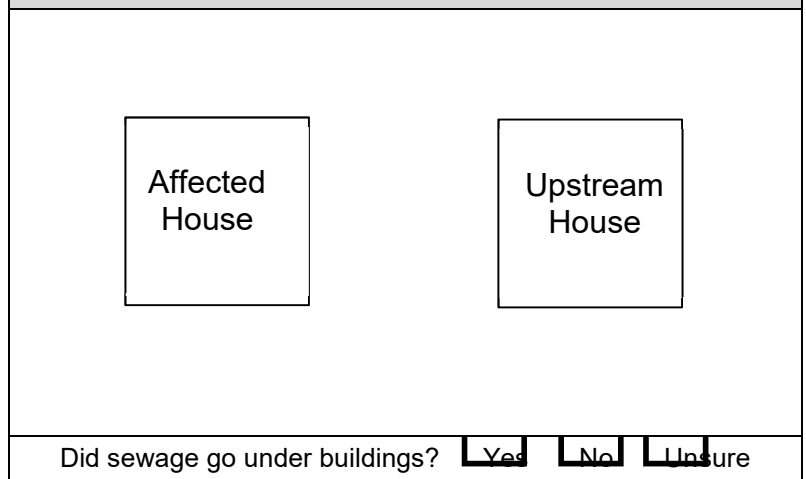 Affected
House
Upstream
House
Did sewage go under buildings? Yes No Unsure